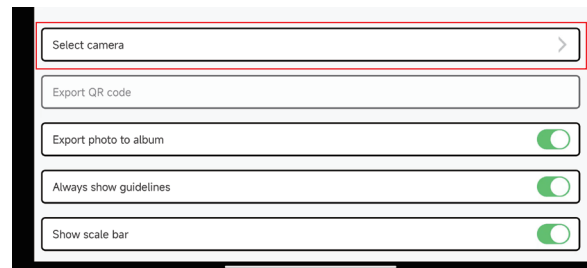 Select camera
Export QR code
Export photo to album
Always show guidelines
Show scale bar